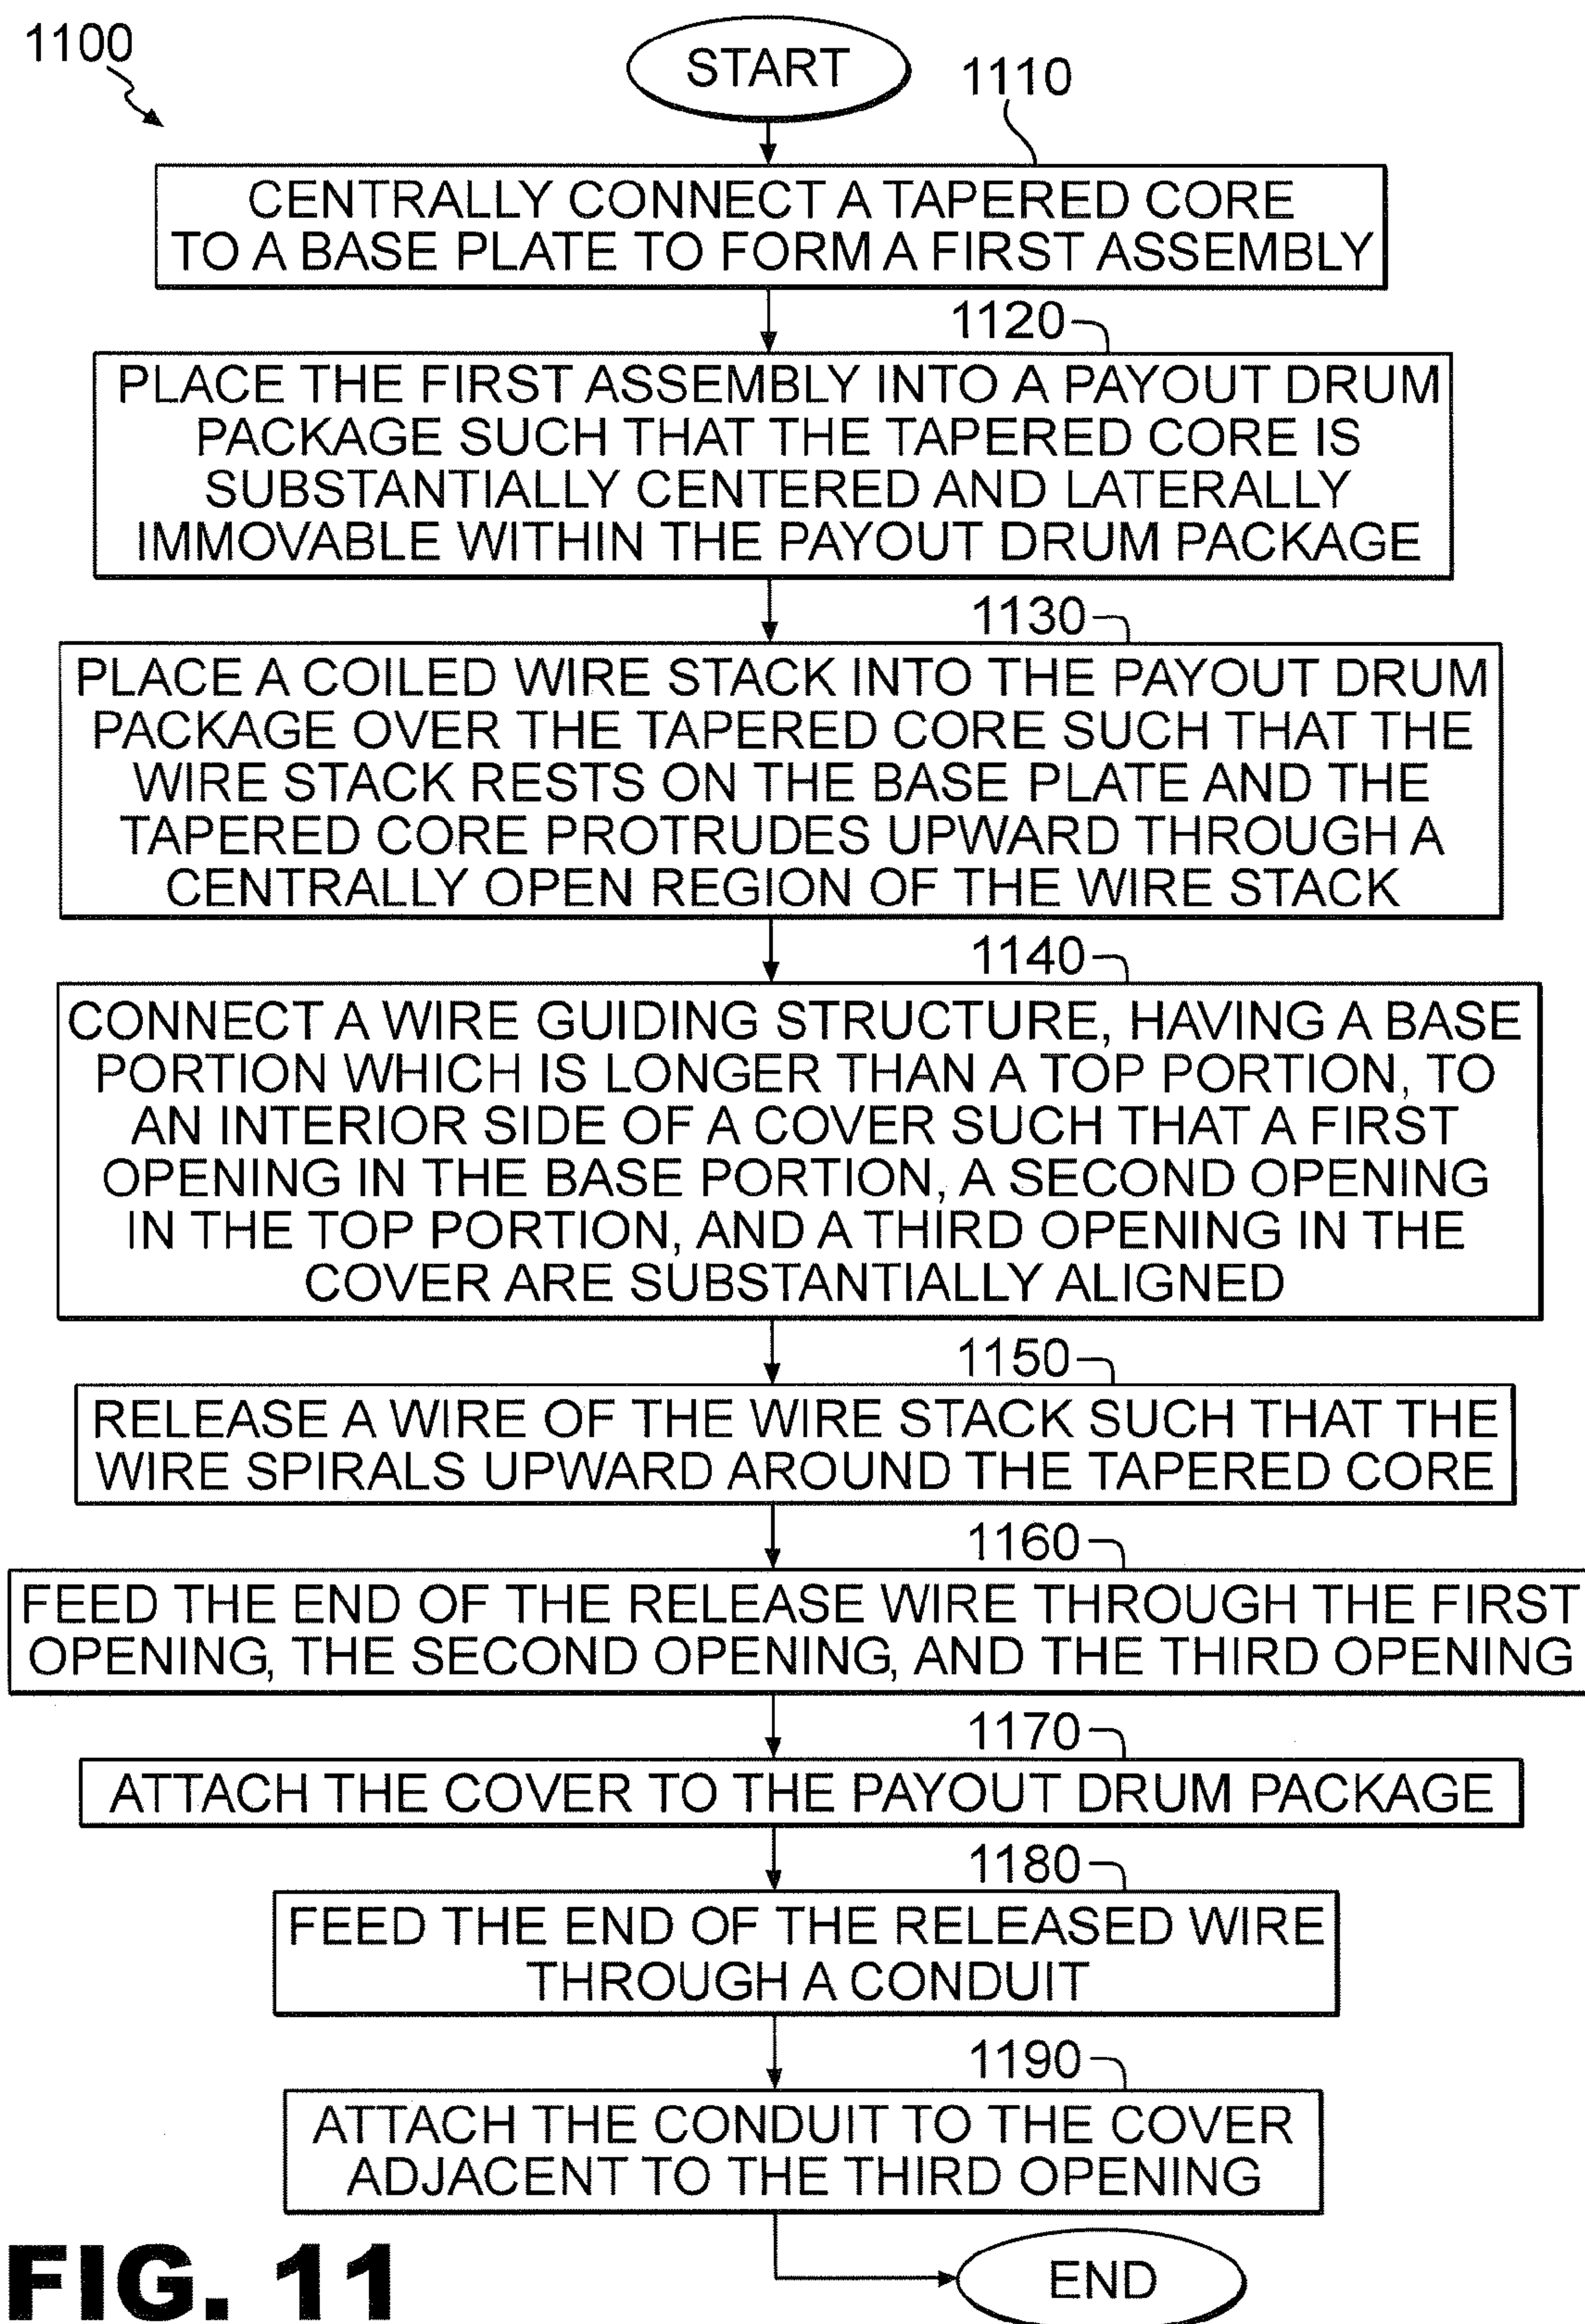 1100
START
1110
CENTRALLY CONNECT A TAPERED CORE
TO A BASE PLATE TO FORM A FIRST ASSEMBLY
1120
PLACE THE FIRST ASSEMBLY INTO A PAYOUT DRUM
PACKAGE SUCH THAT THE TAPERED CORE IS
SUBSTANTIALLY CENTERED AND LATERALLY
IMMOVABLE WITHIN THE PAYOUT DRUM PACKAGE
1130
PLACE A COILED WIRE STACK INTO THE PAYOUT DRUM
PACKAGE OVER THE TAPERED CORE SUCH THAT THE
WIRE STACK RESTS ON THE BASE PLATE AND THE
TAPERED CORE PROTRUDES UPWARD THROUGH A
CENTRALLY OPEN REGION OF THE WIRE STACK
1140
CONNECT A WIRE GUIDING STRUCTURE, HAVING A BASE
PORTION WHICH IS LONGER THAN A TOP PORTION, TO
AN INTERIOR SIDE OF A COVER SUCH THAT A FIRST
OPENING IN THE BASE PORTION, A SECOND OPENING
IN THE TOP PORTION, AND A THIRD OPENING IN THE
COVER ARE SUBSTANTIALLY ALIGNED
1150
RELEASE A WIRE OF THE WIRE STACK SUCH THAT THE
WIRE SPIRALS UPWARD AROUND THE TAPERED CORE
1160
FEED THE END OF THE RELEASE WIRE THROUGH THE FIRST
OPENING, THE SECOND OPENING, AND THE THIRD OPENING
1170
ATTACH THE COVER TO THE PAYOUT DRUM PACKAGE
1180
FEED THE END OF THE RELEASED WIRE
THROUGH A CONDUIT
1190
ATTACH THE CONDUIT TO THE COVER
ADJACENT TO THE THIRD OPENING
END
FIG. 11